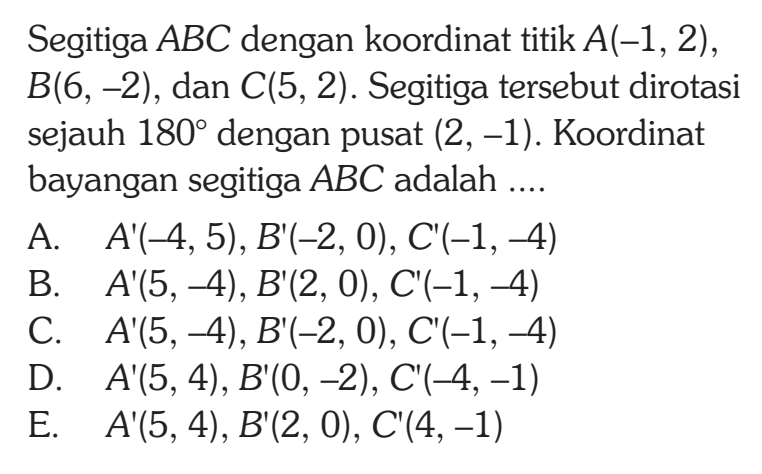 Segitiga ABC dengan koordinat titik A(–1, 2),
B(6, –2), dan C(5, 2). Segitiga tersebut dirotasi
sejauh 180° dengan pusat (2, –1). Koordinat
bayangan segitiga ABC adalah ....
A. A'(–4, 5), B'(–2, 0), C'(–1, –4)
B. A'(5, –4), B'(2, 0), C'(–1, –4)
C. A'(5, –4), B'(–2, 0), C'(–1, –4)
D. A'(5, 4), B'(0, –2), C'(–4, –1)
E. A'(5, 4), B'(2, 0), C'(4, –1)